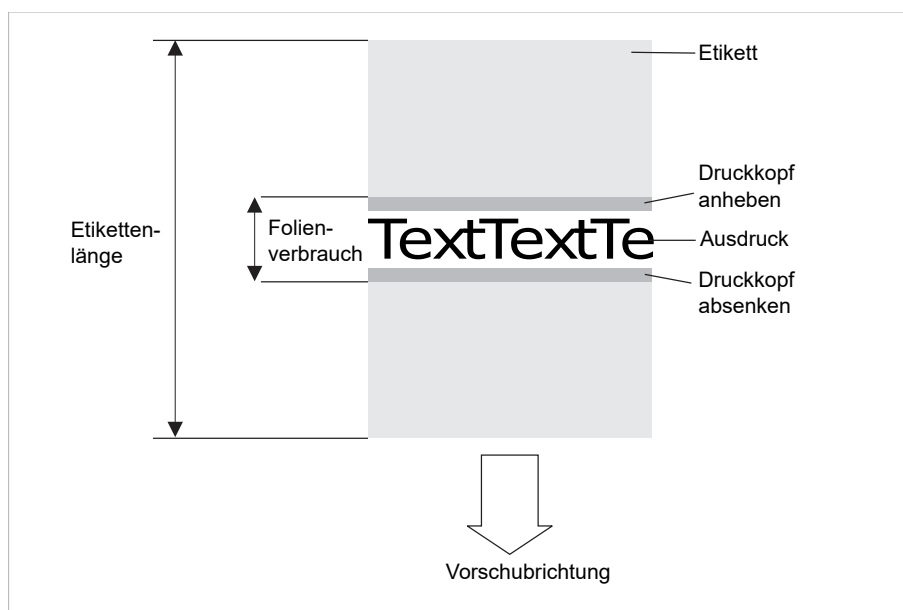 Etikett
Druckkopf
anheben
Etiketten-
länge
Folien-
verbrauch
TextTextTe
Ausdruck
Druckkopf
absenken
Vorschubrichtung